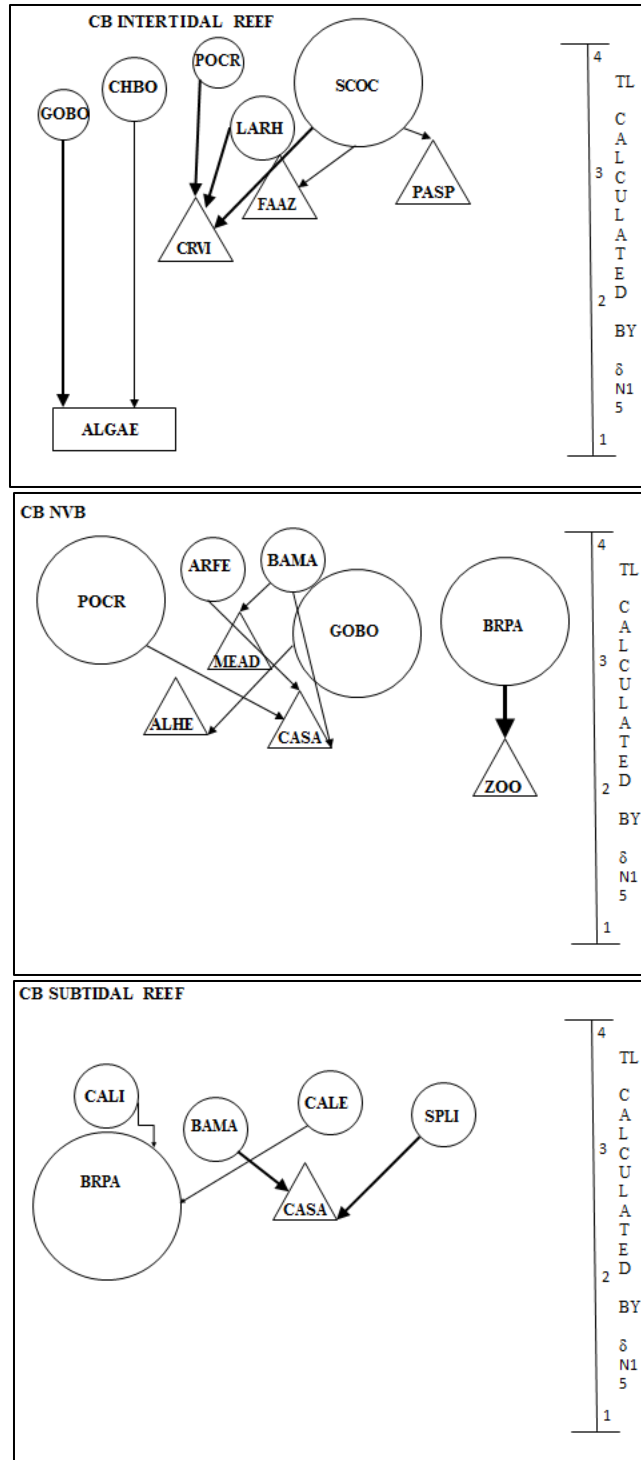 CB INTERTIDAL REEF
POCR
SCOC
CHBO
GOBO
LARH
FAAZ
PASP
CRVI
ALGAE
4
TL
C
A
3 L
C
U
L
A
T
E
2 D
BY
δ
N1
5
1
CB NVB
BAMA
ARFE
POCR
GOBO
BRPA
MEAD
ALHE
CASA
ZOO
4
TL
C
A
L
3 C
U
L
A
T
E
2 D
BY
δ
N1
5
1
CB SUBTIDAL REEF
CALI
CALE
SPLI
BAMA
BRPA
CASA
4
TL
C
A
L
3 C
U
L
A
T
E
2 D
BY
δ
N1
5
1